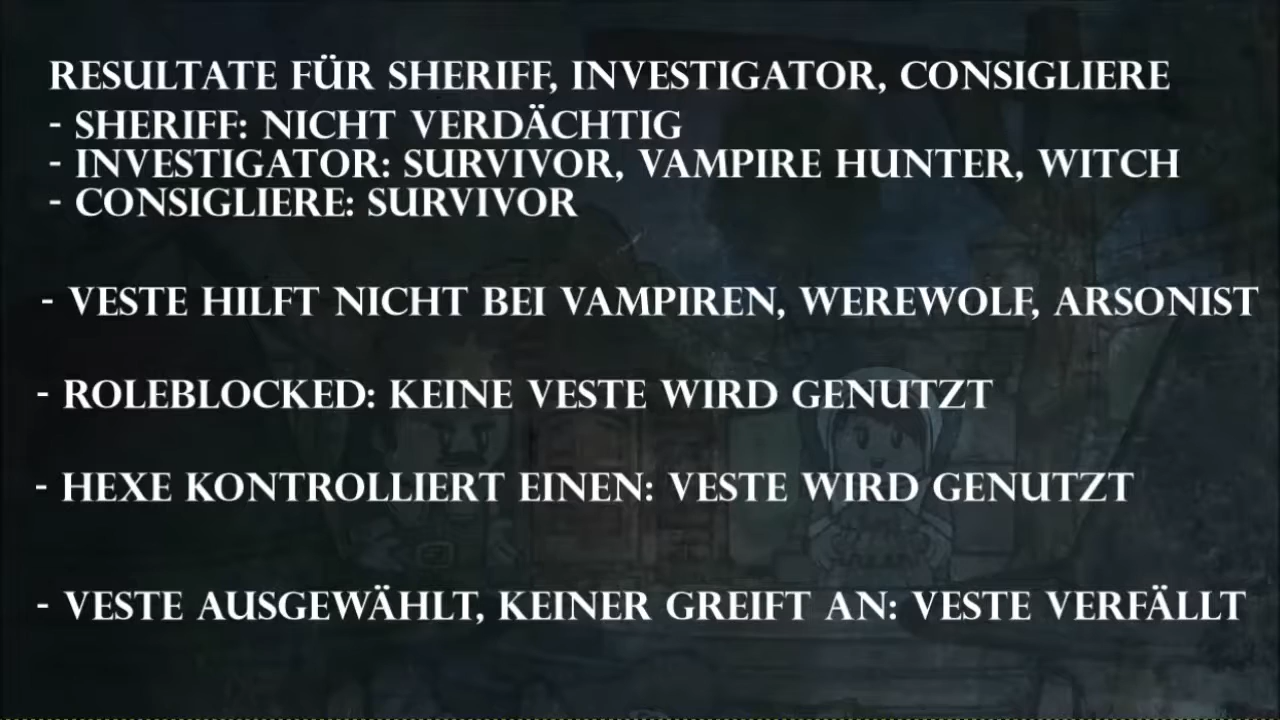 RESULTATE FÜR SHERIFF, INVESTIGATOR, CONSIGLIERE
- SHERIFF: NICHT VERDÄCHTIG
- INVESTIGATOR: SURVIVOR, VAMPIRE HUNTER, WITCH
- CONSIGLIERE: SURVIVOR
- VESTE HILFT NICHT BEI VAMPIREN, WEREWOLF, ARSONIST
- ROLEBLOCKED: KEINE VESTE WIRD GENUTZT
- HEXE KONTROLLIERT EINEN: VESTE WIRD GENUTZT
- VESTE AUSGEWÄHLT, KEINER GREIFT AN: VESTE VERFÄLLT